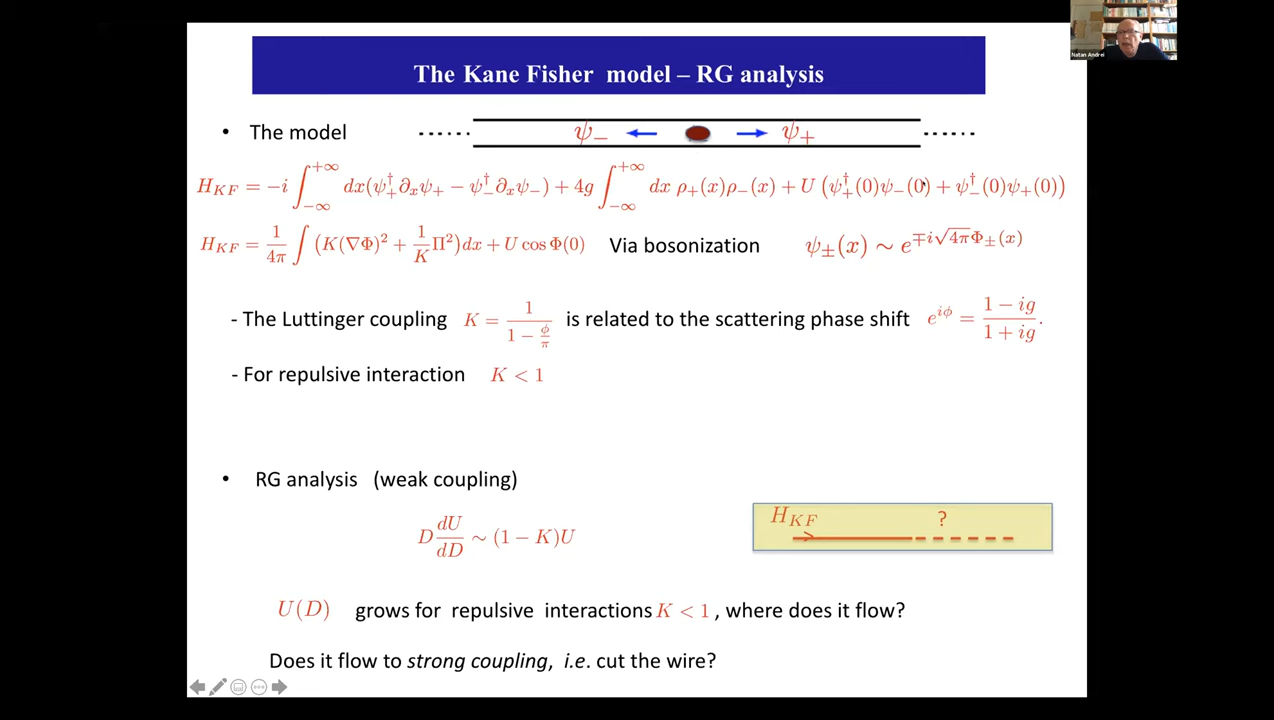 Natan Andrei
The Kane Fisher model – RG analysis
• The model ψ₋ ψ₊
H_KF = −i ∫_{−∞}^{+∞} dx(ψ₊†∂ₓψ₊ − ψ₋†∂ₓψ₋) + 4g ∫_{−∞}^{+∞} dx ρ₊(x)ρ₋(x) + U (ψ₊†(0)ψ₋(0) + ψ₋†(0)ψ₊(0))
H_KF = 1/4π ∫ (K(∇Φ)² + 1/K Π²)dx + U cos Φ(0) Via bosonization ψ±(x) ∼ e^{∓i√4π Φ±(x)}
- The Luttinger coupling K = 1/(1 − φ/π) is related to the scattering phase shift e^{iφ} = (1 − ig)/(1 + ig).
- For repulsive interaction K < 1
• RG analysis (weak coupling)
H_KF ?
D dU/dD ∼ (1 − K)U
U(D) grows for repulsive interactions K < 1 , where does it flow?
Does it flow to strong coupling, i.e. cut the wire?